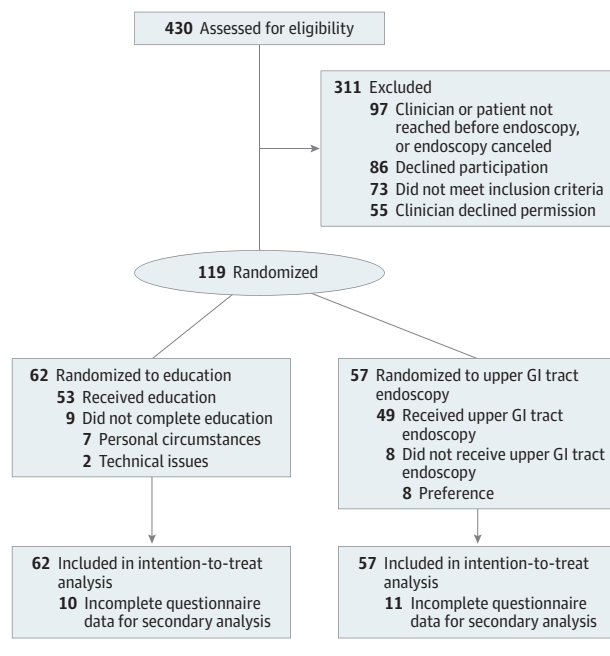 430 Assessed for eligibility
311 Excluded
97 Clinician or patient not
reached before endoscopy,
or endoscopy canceled
86 Declined participation
73 Did not meet inclusion criteria
55 Clinician declined permission
119 Randomized
62 Randomized to education
53 Received education
9 Did not complete education
7 Personal circumstances
2 Technical issues
57 Randomized to upper GI tract
endoscopy
49 Received upper GI tract
endoscopy
8 Did not receive upper GI tract
endoscopy
8 Preference
62 Included in intention-to-treat
analysis
10 Incomplete questionnaire
data for secondary analysis
57 Included in intention-to-treat
analysis
11 Incomplete questionnaire
data for secondary analysis